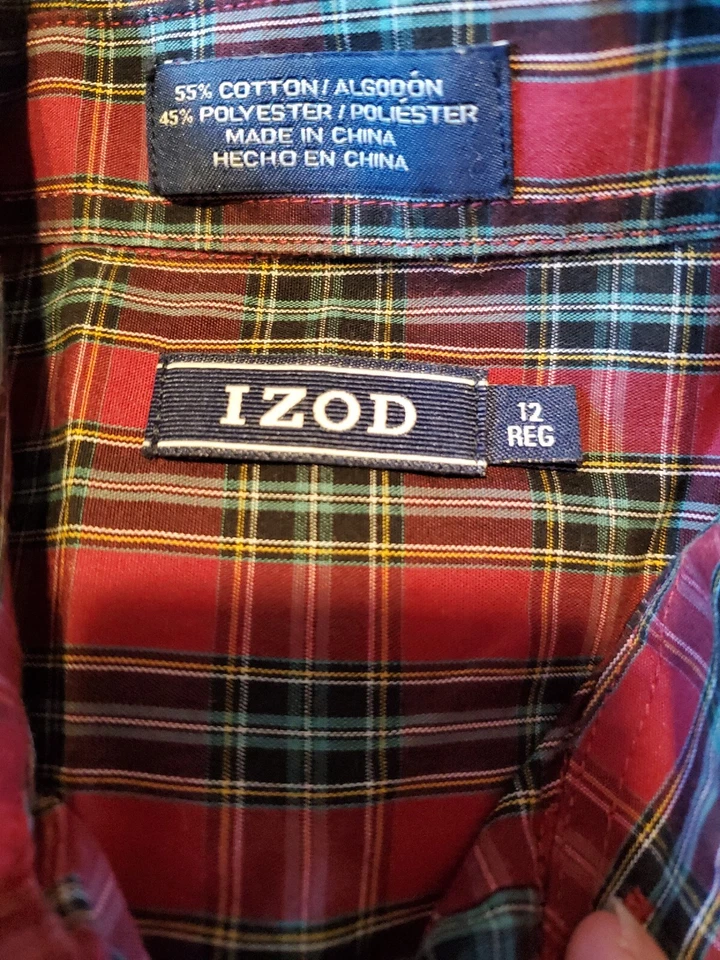 55% COTTON / ALGODÓN
45% POLYESTER / POLIÉSTER
MADE IN CHINA
HECHO EN CHINA
IZOD
12
REG